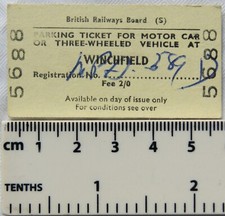 British Railways Board (S)
PARKING TICKET FOR MOTOR CAR
OR THREE-WHEELED VEHICLE AT
WINCHFIELD
Registration No.
Fee 2/0
Available on day of issue only
For conditions see over
5688
5688
cm 1 2 3 4 5
TENTHS 1 2